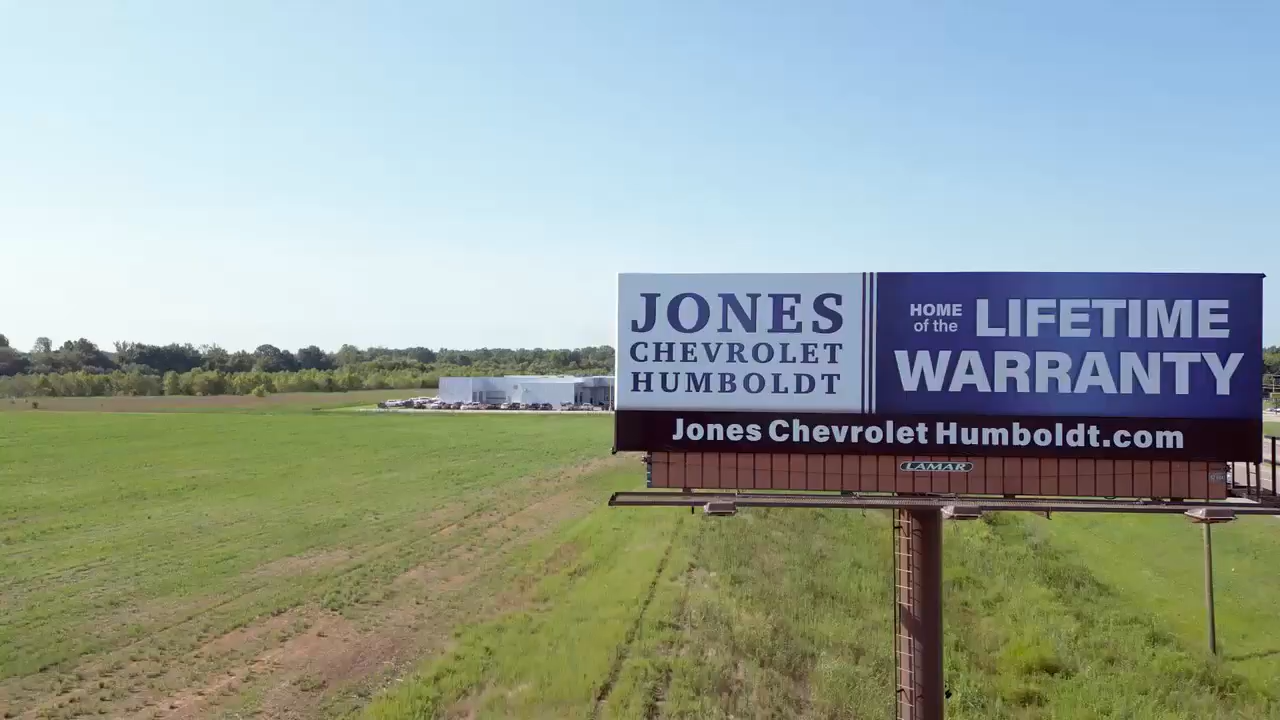 JONES
CHEVROLET
HUMBOLDT
HOME
of the
LIFETIME
WARRANTY
Jones Chevrolet Humboldt.com
LAMAR